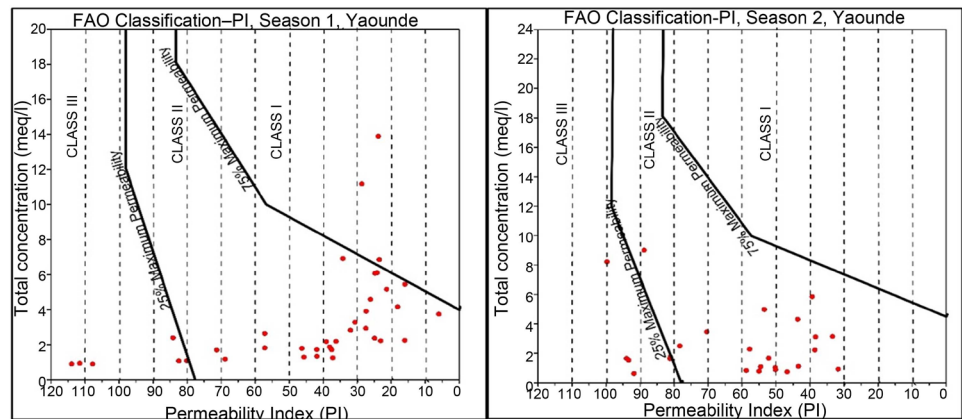 FAO Classification–PI, Season 1, Yaounde
Total concentration (meq/l)
20
18
16
14
12
10
8
6
4
2
0
CLASS III
CLASS II
CLASS I
25% Maximum Permeability
75% Maximum Permeability
120 110 100 90 80 70 60 50 40 30 20 10 0
Permeability Index (PI)
FAO Classification-PI, Season 2, Yaounde
Total concentration (meq/l)
24
22
20
18
16
14
12
10
8
6
4
2
0
CLASS III
CLASS II
CLASS I
25% Maximum Permeability
75% Maximum Permeability
120 110 100 90 80 70 60 50 40 30 20 10 0
Permeability Index (PI)